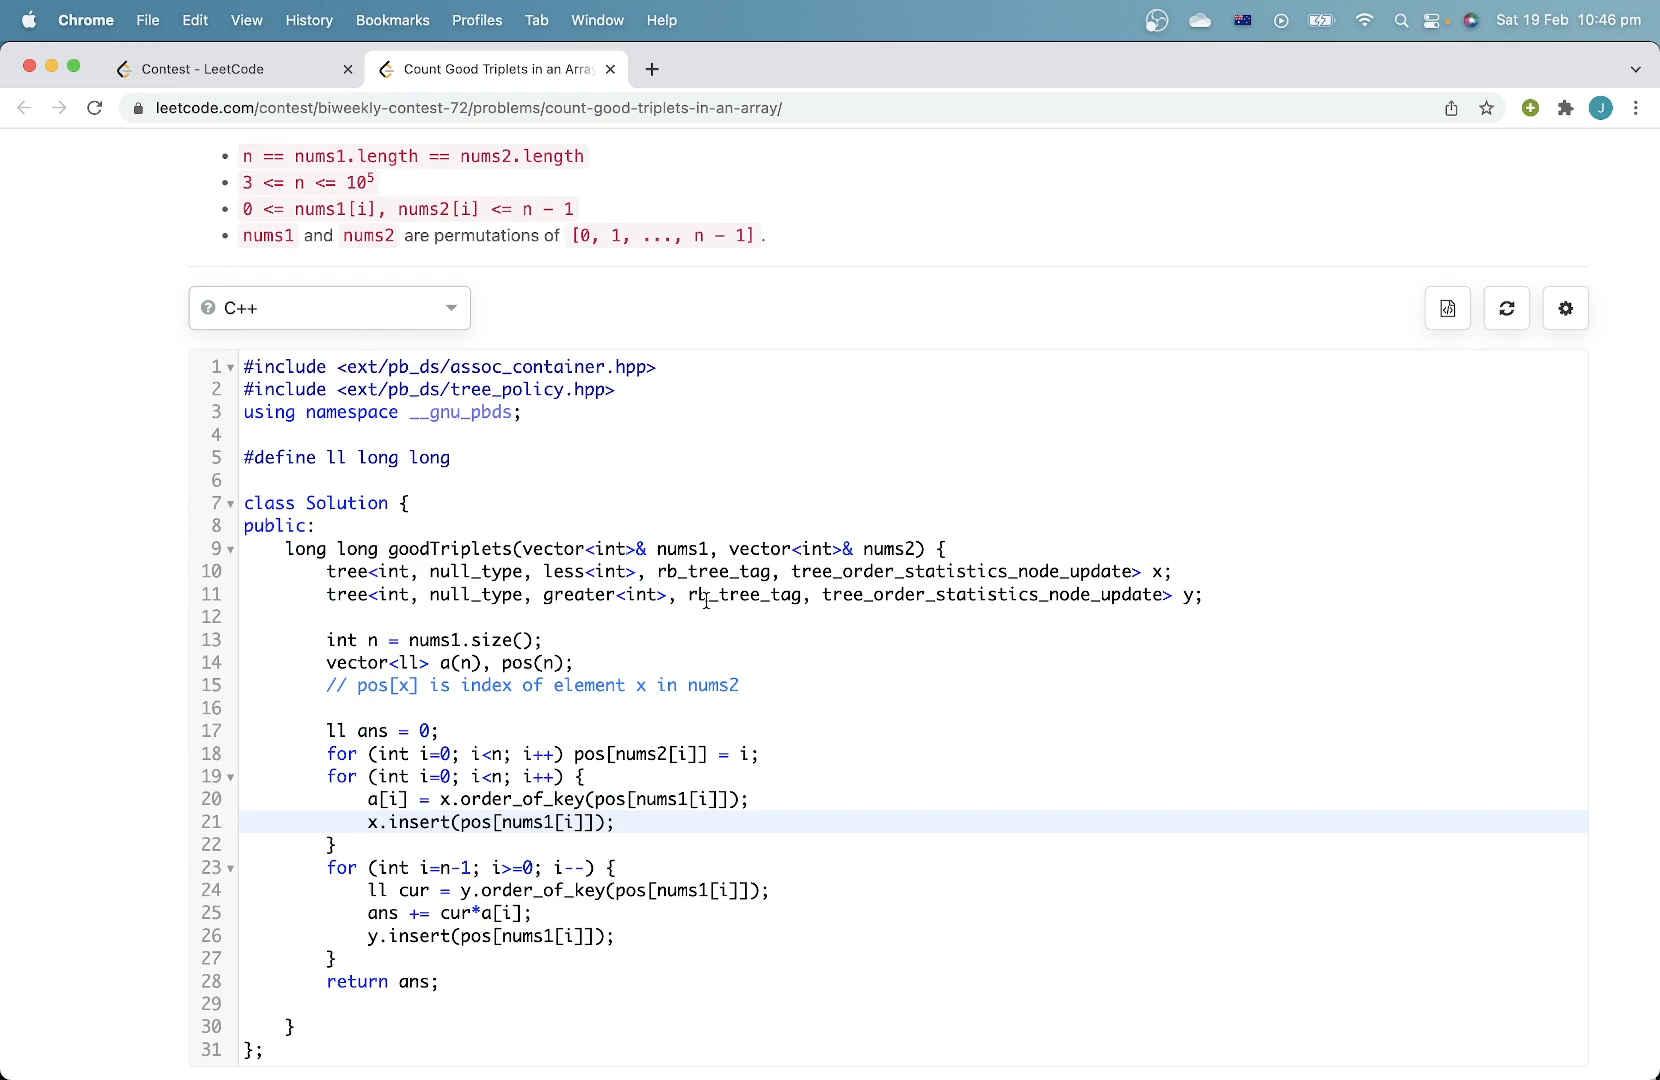 Chrome File Edit View History Bookmarks Profiles Tab Window Help Sat 19 Feb 10:46 pm
Contest - LeetCode Count Good Triplets in an Arra
leetcode.com/contest/biweekly-contest-72/problems/count-good-triplets-in-an-array/ J
• n == nums1.length == nums2.length
• 3 <= n <= 10⁵
• 0 <= nums1[i], nums2[i] <= n - 1
• nums1 and nums2 are permutations of [0, 1, ..., n - 1].
C++
1 #include <ext/pb_ds/assoc_container.hpp>
2 #include <ext/pb_ds/tree_policy.hpp>
3 using namespace __gnu_pbds;
4
5 #define ll long long
6
7 class Solution {
8 public:
9     long long goodTriplets(vector<int>& nums1, vector<int>& nums2) {
10         tree<int, null_type, less<int>, rb_tree_tag, tree_order_statistics_node_update> x;
11         tree<int, null_type, greater<int>, rb_tree_tag, tree_order_statistics_node_update> y;
12
13         int n = nums1.size();
14         vector<ll> a(n), pos(n);
15         // pos[x] is index of element x in nums2
16
17         ll ans = 0;
18         for (int i=0; i<n; i++) pos[nums2[i]] = i;
19         for (int i=0; i<n; i++) {
20             a[i] = x.order_of_key(pos[nums1[i]]);
21             x.insert(pos[nums1[i]]);
22         }
23         for (int i=n-1; i>=0; i--) {
24             ll cur = y.order_of_key(pos[nums1[i]]);
25             ans += cur*a[i];
26             y.insert(pos[nums1[i]]);
27         }
28         return ans;
29
30     }
31 };